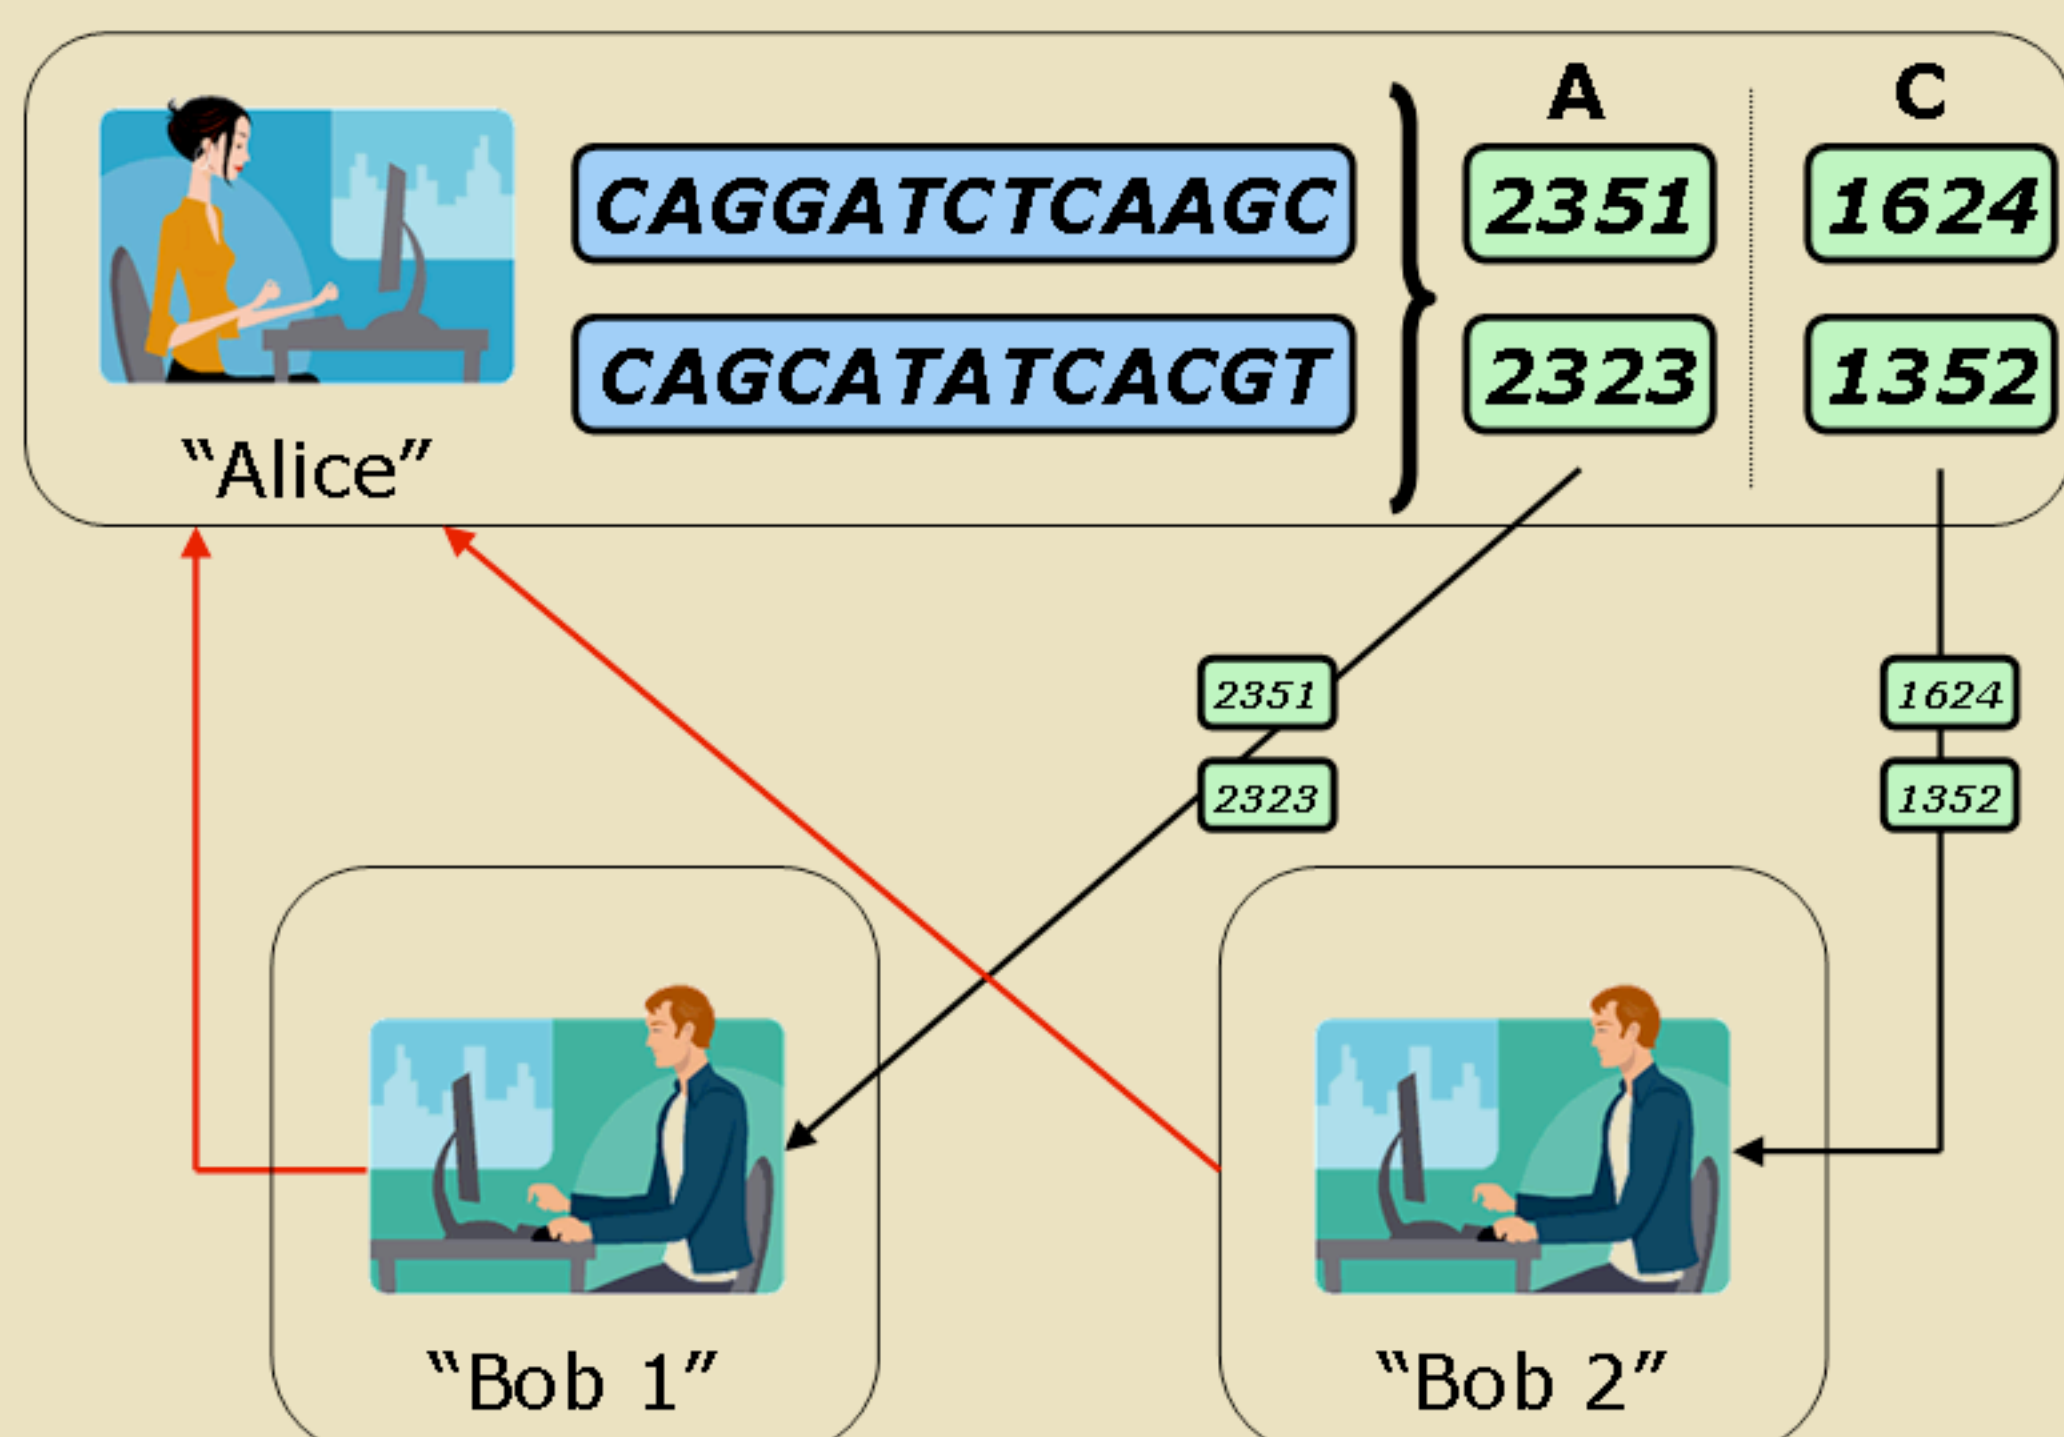 A C
CAGGATCTCAAGC 2351 1624
CAGCATATCACGT 2323 1352
“Alice”
2351 1624
2323 1352
“Bob 1” “Bob 2”